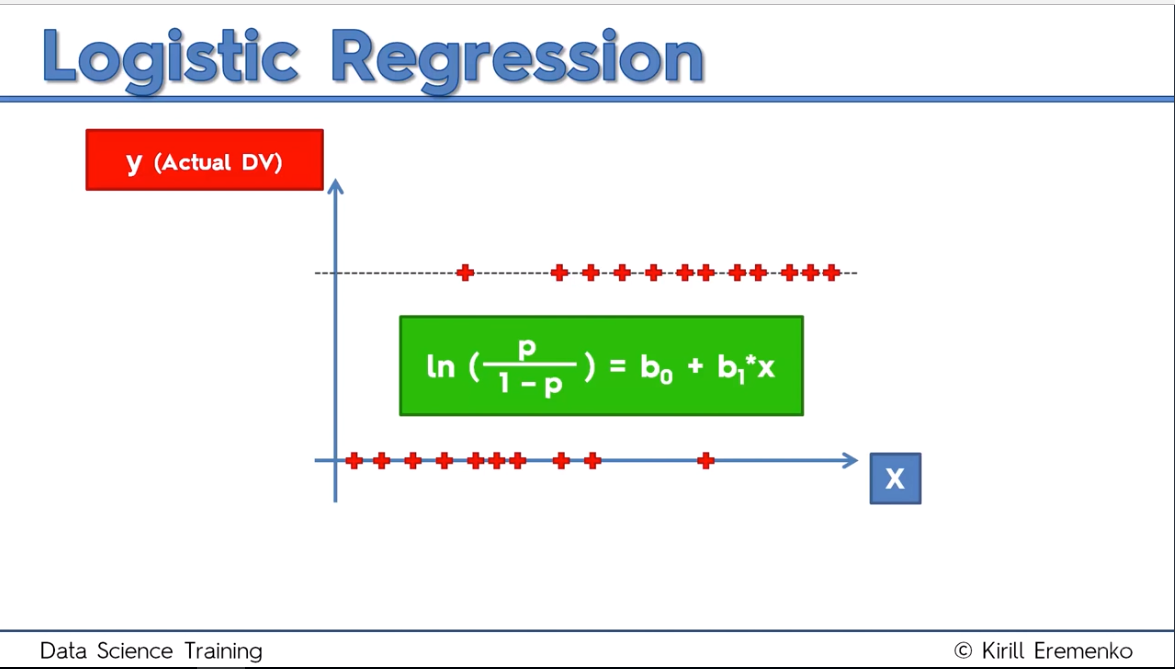 Logistic Regression
y (Actual DV)
ln (p/1 - p) = b₀ + b₁*x
X
Data Science Training
© Kirill Eremenko